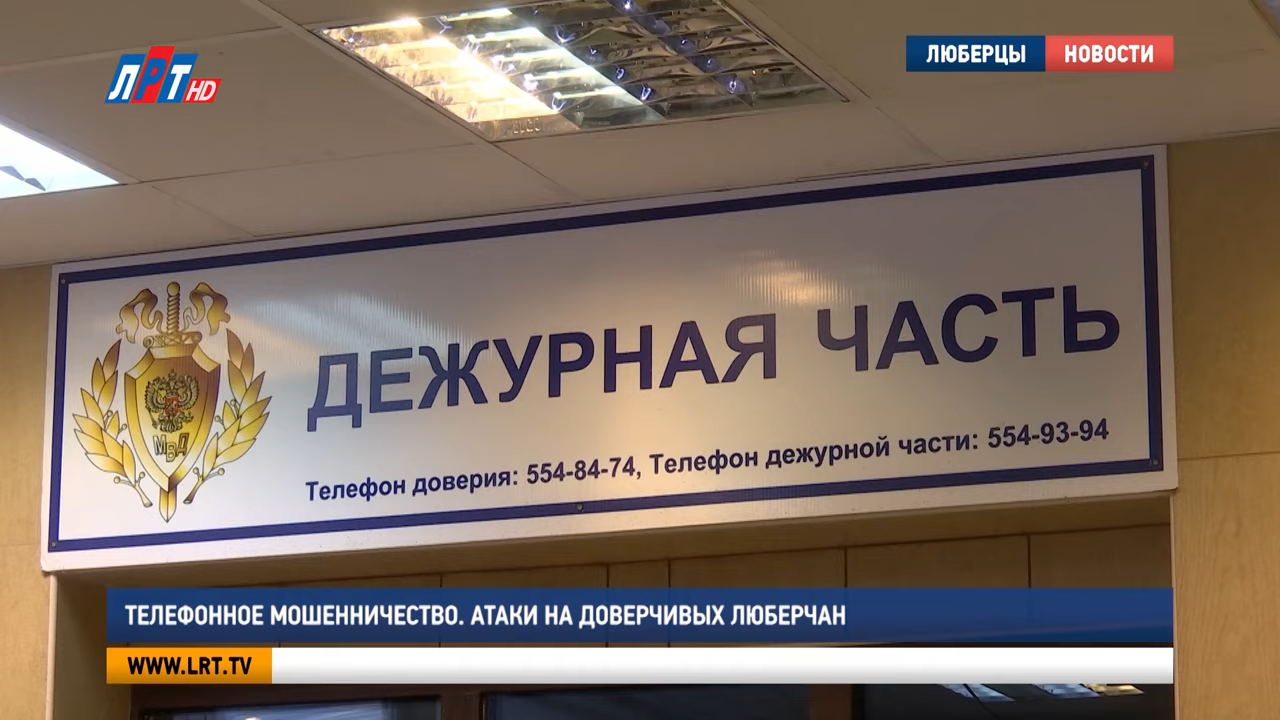 ЛРТ HD
ЛЮБЕРЦЫ НОВОСТИ
МВД
ДЕЖУРНАЯ ЧАСТЬ
Телефон доверия: 554-84-74, Телефон дежурной части: 554-93-94
ТЕЛЕФОННОЕ МОШЕННИЧЕСТВО. АТАКИ НА ДОВЕРЧИВЫХ ЛЮБЕРЧАН
WWW.LRT.TV